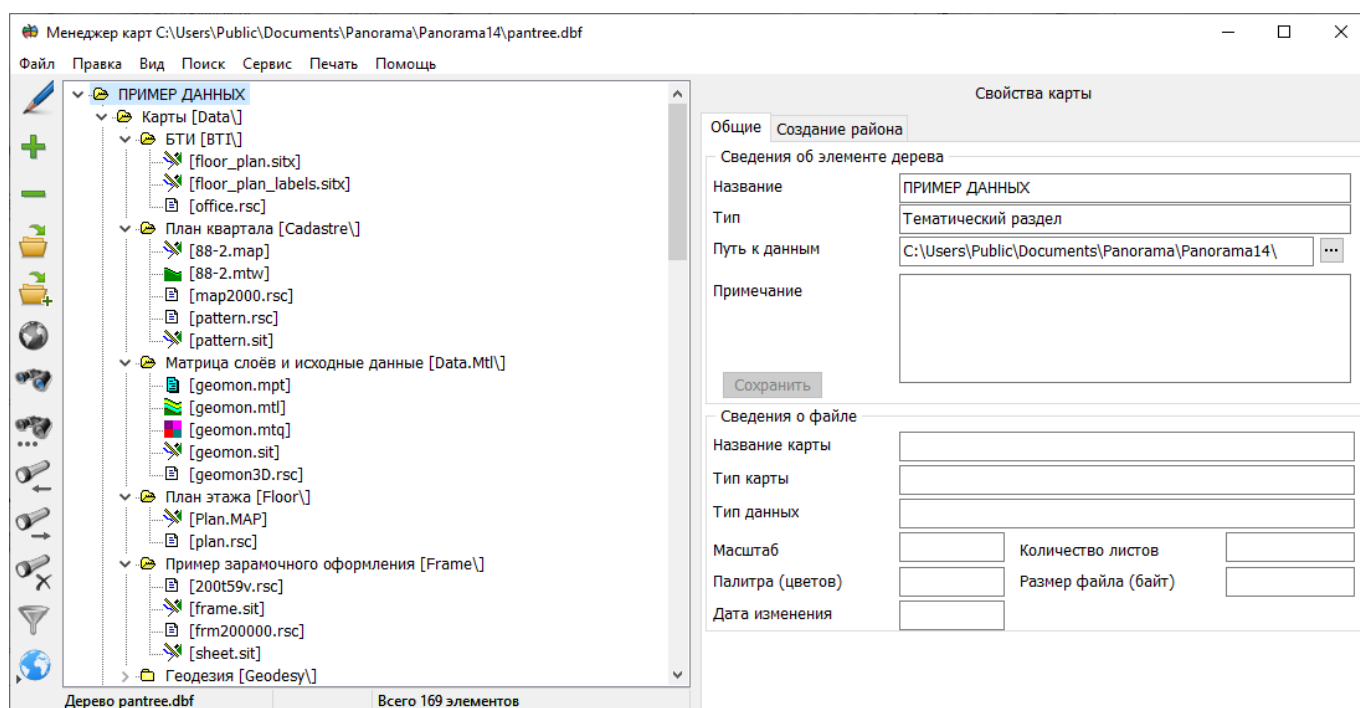 Менеджер карт C:\Users\Public\Documents\Panorama\Panorama14\pantree.dbf
Файл Правка Вид Поиск Сервис Печать Помощь
ПРИМЕР ДАННЫХ
Карты [Data\]
БТИ [BTI\]
[floor_plan.sitx]
[floor_plan_labels.sitx]
[office.rsc]
План квартала [Cadastre\]
[88-2.map]
[88-2.mtw]
[map2000.rsc]
[pattern.rsc]
[pattern.sit]
Матрица слоёв и исходные данные [Data.Mtl\]
[geomon.mpt]
[geomon.mtl]
[geomon.mtq]
[geomon.sit]
[geomon3D.rsc]
План этажа [Floor\]
[Plan.MAP]
[plan.rsc]
Пример зарамочного оформления [Frame\]
[200t59v.rsc]
[frame.sit]
[frm200000.rsc]
[sheet.sit]
Геодезия [Geodesy\]
Дерево pantree.dbf Всего 169 элементов
Свойства карты
Общие Создание района
Сведения об элементе дерева
Название ПРИМЕР ДАННЫХ
Тип Тематический раздел
Путь к данным C:\Users\Public\Documents\Panorama\Panorama14\ ...
Примечание
Сохранить
Сведения о файле
Название карты
Тип карты
Тип данных
Масштаб Количество листов
Палитра (цветов) Размер файла (байт)
Дата изменения